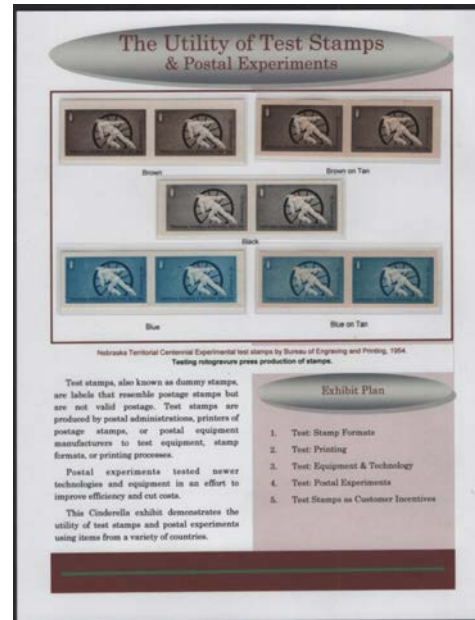 The Utility of Test Stamps
& Postal Experiments
Brown
Brown on Tan
Black
Blue
Blue on Tan
Nebraska Territorial Centennial Experimental test stamps by Bureau of Engraving and Printing, 1954.
Testing rotogravure press production of stamps.
Test stamps, also known as dummy stamps,
are labels that resemble postage stamps but
are not valid postage. Test stamps are
produced by postal administrations, printers of
postage stamps, or postal equipment
manufacturers to test equipment, stamp
formats, or printing processes.
Postal experiments tested newer
technologies and equipment in an effort to
improve efficiency and cut costs.
This Cinderella exhibit demonstrates the
utility of test stamps and postal experiments
using items from a variety of countries.
Exhibit Plan
1. Test: Stamp Formats
2. Test: Printing
3. Test: Equipment & Technology
4. Test: Postal Experiments
5. Test Stamps as Customer Incentives